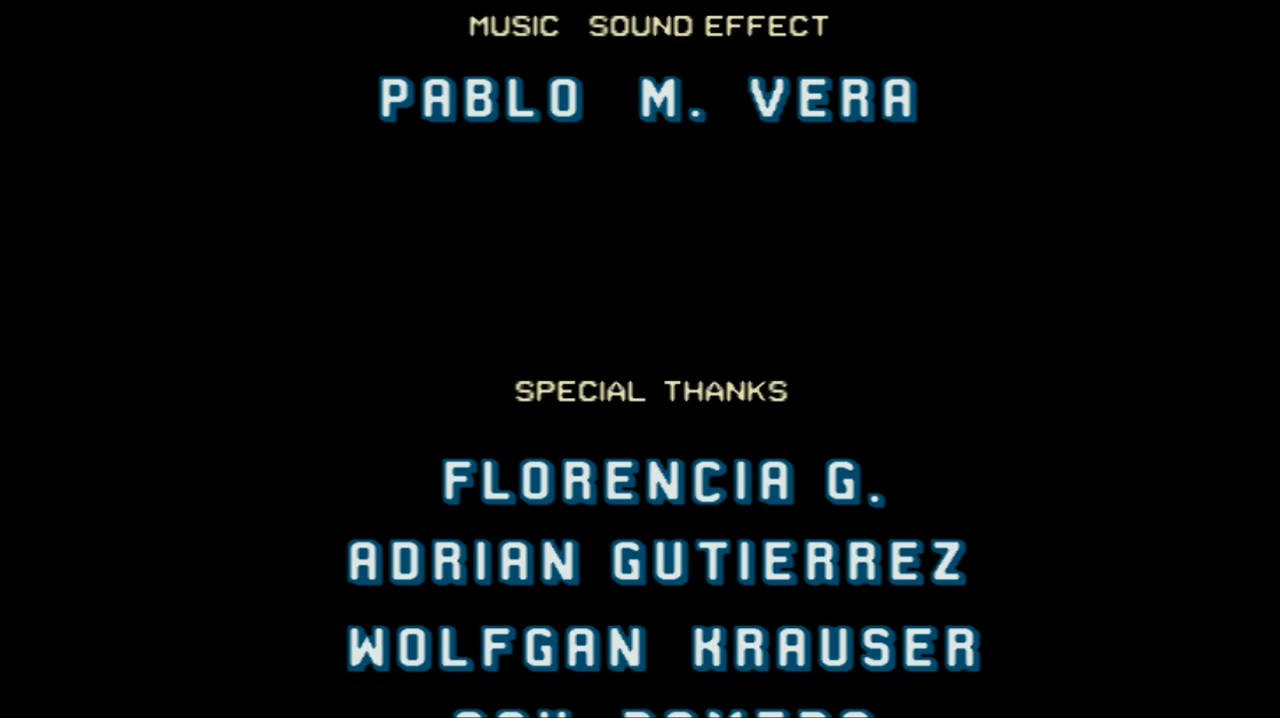 MUSIC SOUND EFFECT
PABLO M. VERA
SPECIAL THANKS
FLORENCIA G.
ADRIAN GUTIERREZ
WOLFGAN KRAUSER